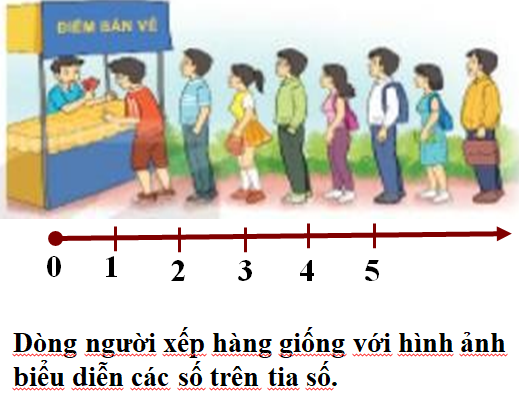 ĐIỂM BÁN VÉ
0 1 2 3 4 5
Dòng người xếp hàng giống với hình ảnh
biểu diễn các số trên tia số.